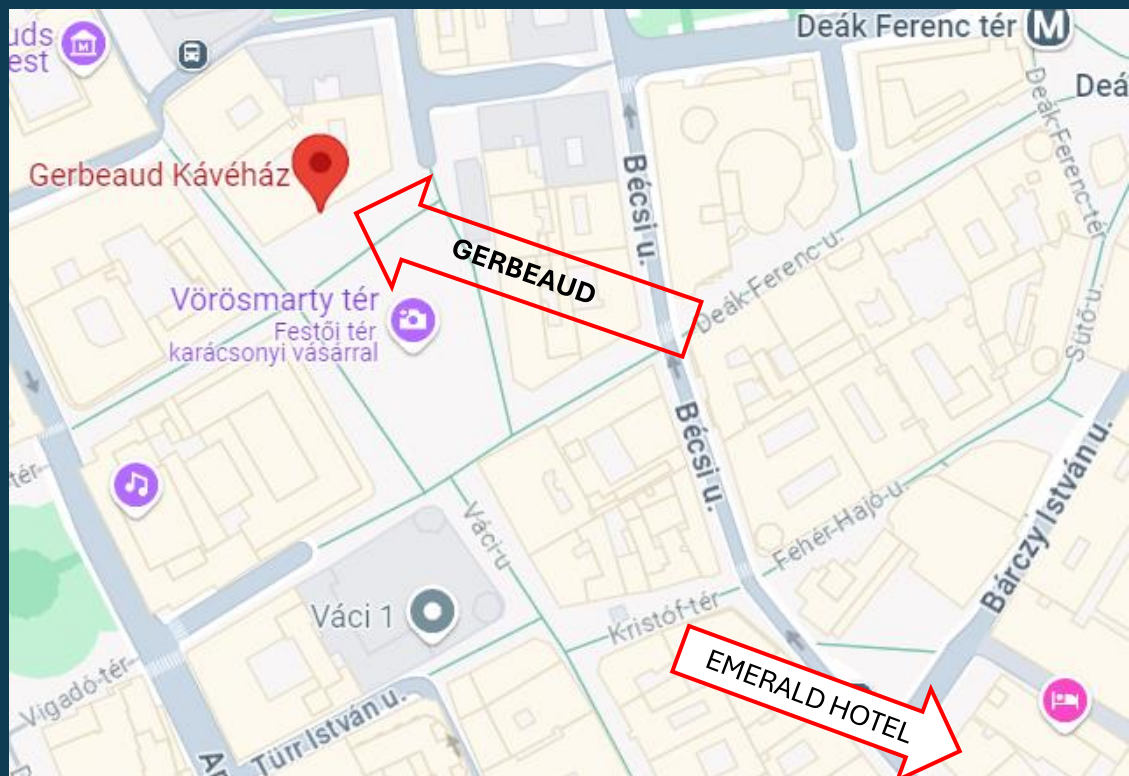 uds
est
Deák Ferenc tér
M
Deá
Deák-Ferenc-tér
Gerbeaud Kávéház
GERBEAUD
Bécsi u.
Vörösmarty tér
Festői tér
karácsonyi vásárral
Deák-Ferenc-u.
Sütő-u.
Bécsi u.
-tér-
Váci-u
Fehér-Hajó-u.
Bárczy István u.
Váci 1
Kristóf-tér
EMERALD HOTEL
Vigadó-tér-
Türr István u.
Ap